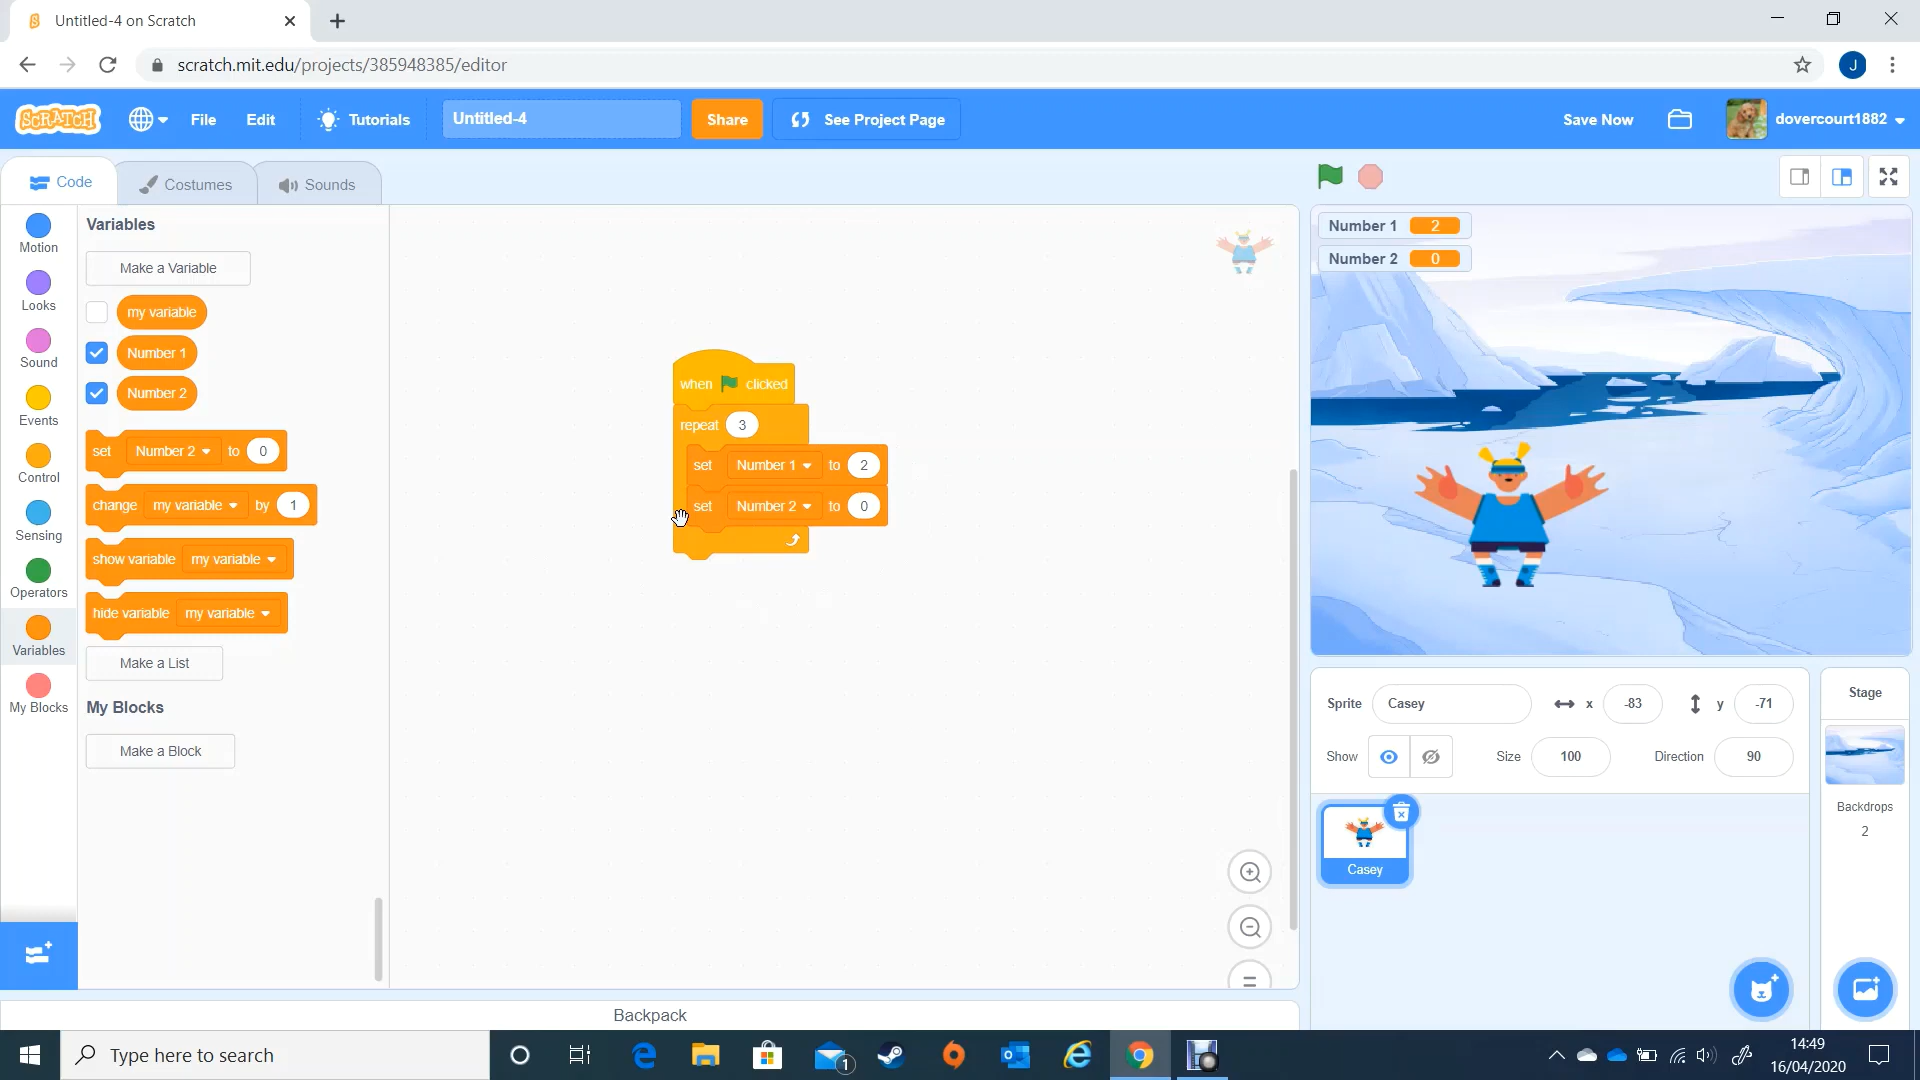 Untitled-4 on Scratch
scratch.mit.edu/projects/385948385/editor
J
SCRATCH
File
Edit
Tutorials
Untitled-4
Share
See Project Page
Save Now
dovercourt1882
Code
Costumes
Sounds
Motion
Looks
Sound
Events
Control
Sensing
Operators
Variables
My Blocks
Variables
Make a Variable
my variable
Number 1
Number 2
set Number 2 to 0
change my variable by 1
show variable my variable
hide variable my variable
Make a List
My Blocks
Make a Block
when clicked
repeat 3
set Number 1 to 2
set Number 2 to 0
Number 1 2
Number 2 0
Sprite Casey x -83 y -71
Show Size 100 Direction 90
Casey
Stage
Backdrops
2
Backpack
Type here to search
1
14:49
16/04/2020